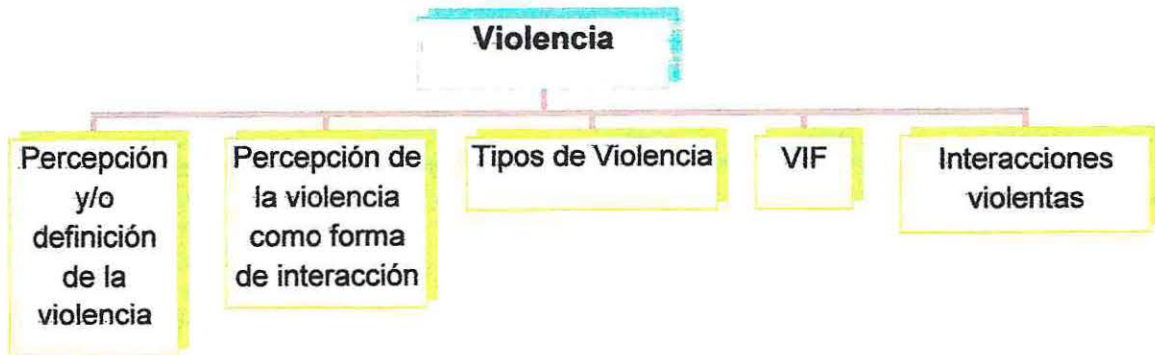 Violencia
Percepción
y/o
definición
de la
violencia
Percepción de
la violencia
como forma
de interacción
Tipos de Violencia
VIF
Interacciones
violentas